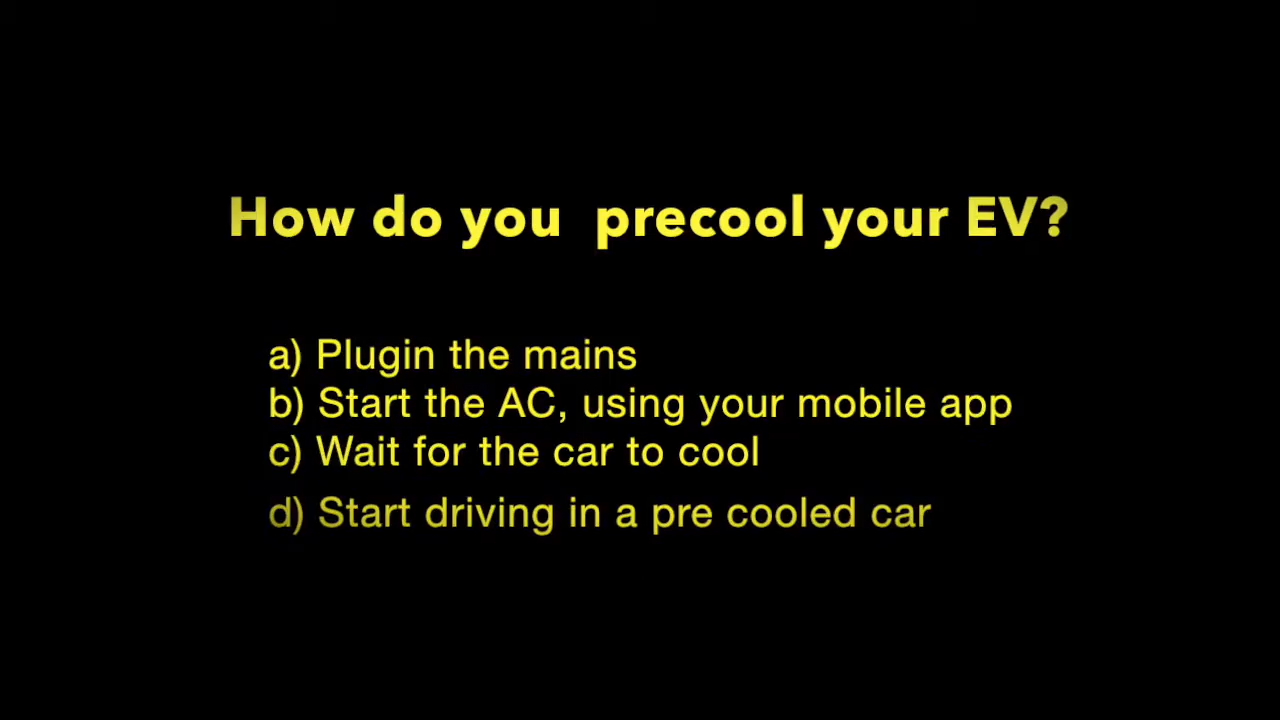 How do you  precool your EV?
a) Plugin the mains
b) Start the AC, using your mobile app
c) Wait for the car to cool
d) Start driving in a pre cooled car